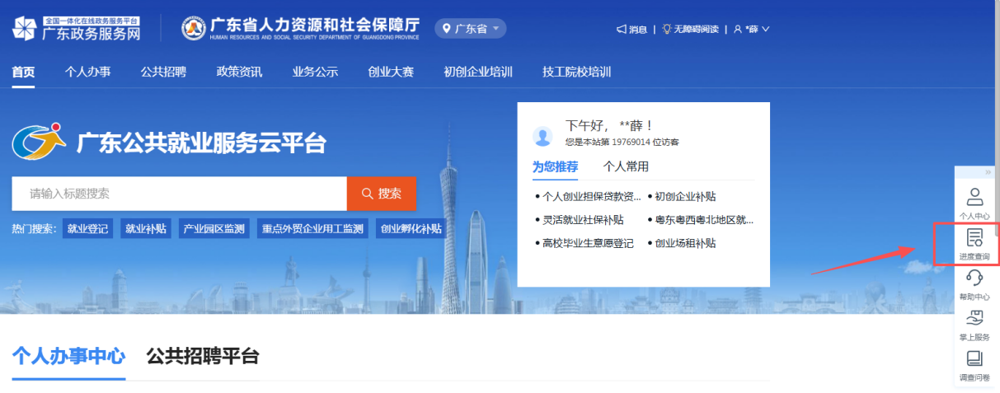 全国一体化在线政务服务平台
广东政务服务网
广东省人力资源和社会保障厅
HUMAN RESOURCES AND SOCIAL SECURITY DEPARTMENT OF GUANGDONG PROVINCE
广东省
消息 | 无障碍阅读 | *薛
首页 个人办事 公共招聘 政策资讯 业务公示 创业大赛 初创企业培训 技工院校培训
广东公共就业服务云平台
请输入标题搜索 搜索
热门搜索: 就业登记 就业补贴 产业园区监测 重点外贸企业用工监测 创业孵化补贴
下午好, **薛!
您是本站第 19769014 位访客
为您推荐 个人常用
•个人创业担保贷款资... •初创企业补贴
•灵活就业社保补贴 •粤东粤西粤北地区就...
•高校毕业生意愿登记 •创业场租补贴
»
个人中心
进度查询
帮助中心
掌上服务
调查问卷
个人办事中心 公共招聘平台